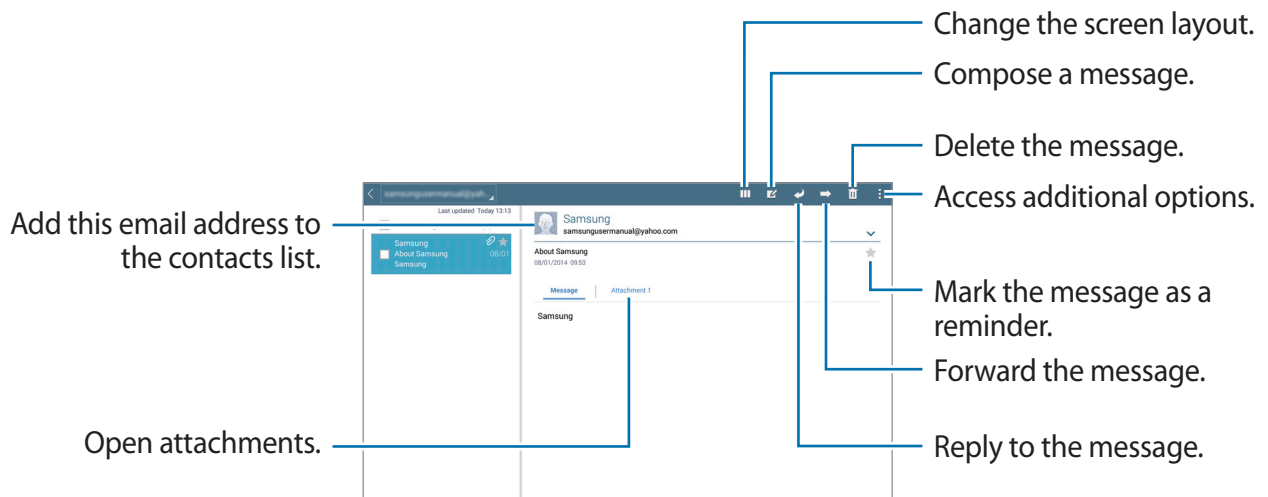 Change the screen layout.
Compose a message.
Delete the message.
Access additional options.
samsungusermanual@yah..
Last updated Today 13:13
Samsung
samsungusermanual@yahoo.com
Add this email address to
the contacts list.
Samsung
About Samsung 08/01
Samsung
About Samsung
08/01/2014 09:53
Message Attachment 1
Samsung
Mark the message as a
reminder.
Forward the message.
Open attachments.
Reply to the message.